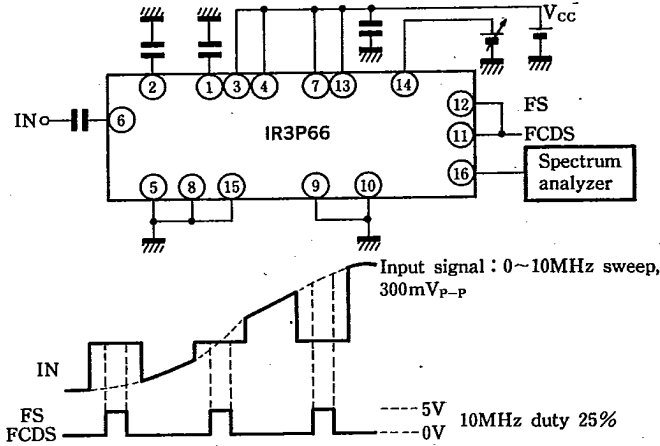 V_CC
2 1 3 4 7 13 14
12 FS
IN 6
IR3P66
11 FCDS
16 Spectrum
analyzer
5 8 15 9 10
Input signal : 0~10MHz sweep,
300mV_P-P
IN
FS
FCDS
5V
0V
10MHz duty 25%